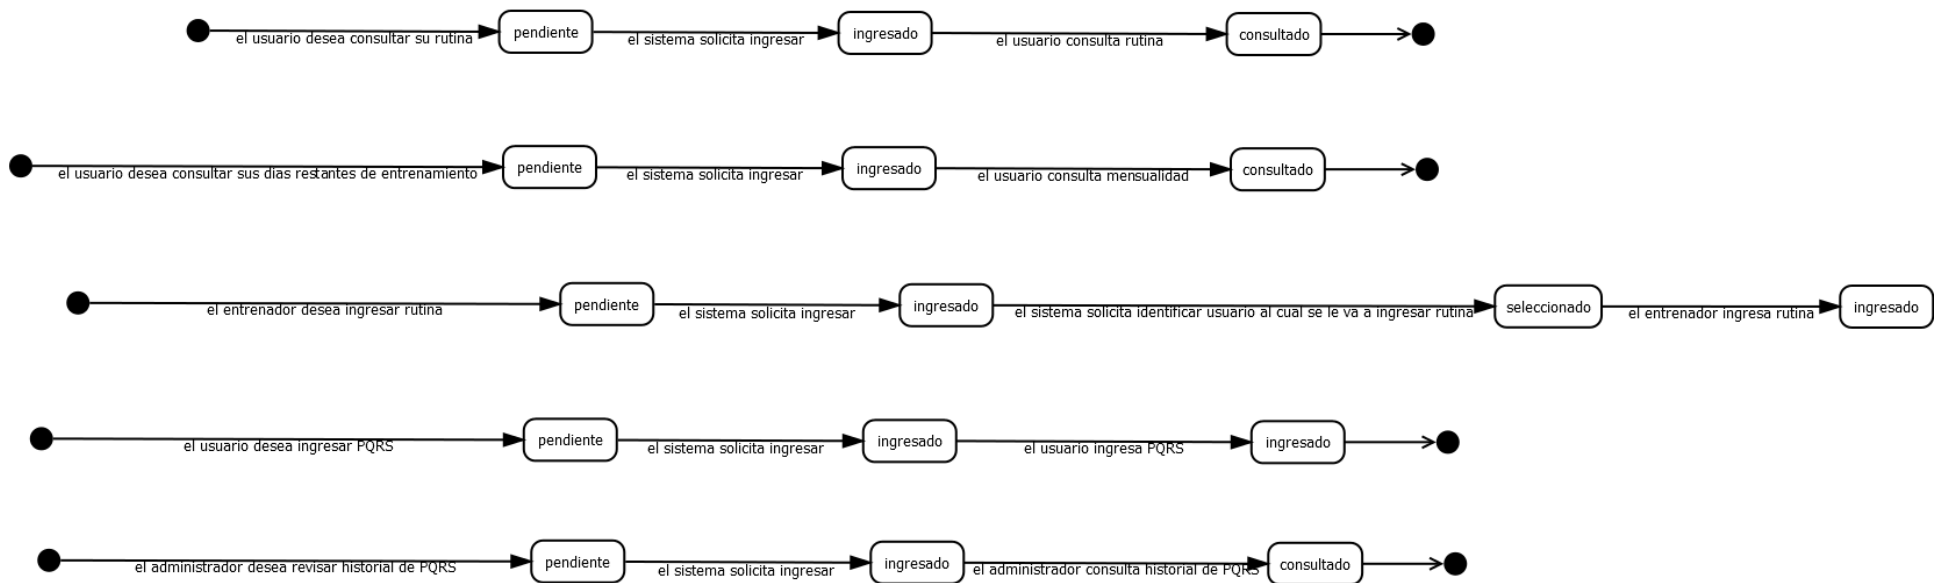 el usuario desea consultar su rutina
pendiente
el sistema solicita ingresar
ingresado
el usuario consulta rutina
consultado
el usuario desea consultar sus dias restantes de entrenamiento
pendiente
el sistema solicita ingresar
ingresado
el usuario consulta mensualidad
consultado
el entrenador desea ingresar rutina
pendiente
el sistema solicita ingresar
ingresado
el sistema solicita identificar usuario al cual se le va a ingresar rutina
seleccionado
el entrenador ingresa rutina
ingresado
el usuario desea ingresar PQRS
pendiente
el sistema solicita ingresar
ingresado
el usuario ingresa PQRS
ingresado
el administrador desea revisar historial de PQRS
pendiente
el sistema solicita ingresar
ingresado
el administrador consulta historial de PQRS
consultado